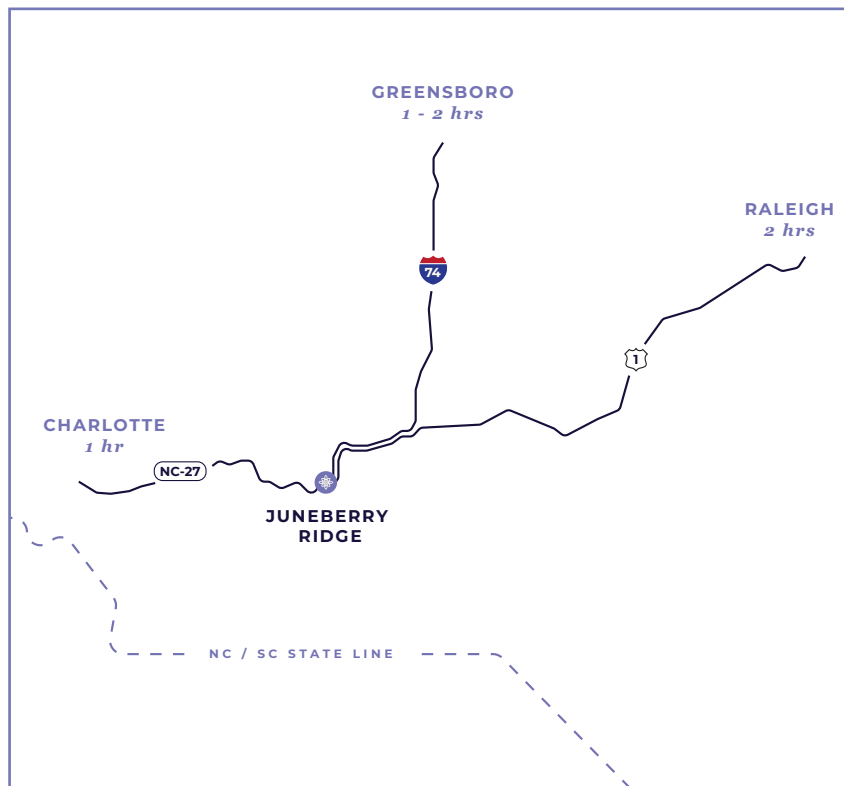 GREENSBORO
1 - 2 hrs
RALEIGH
2 hrs
74
1
CHARLOTTE
1 hr
NC-27
JUNEBERRY
RIDGE
NC / SC STATE LINE